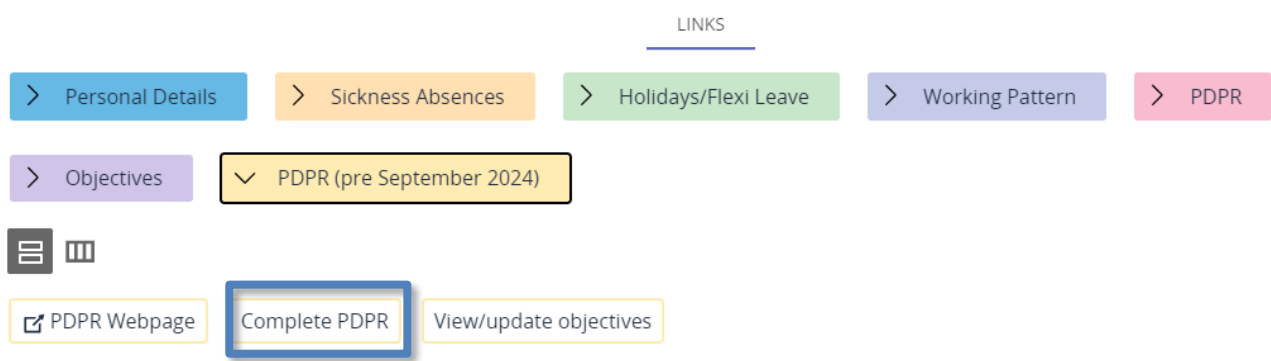 LINKS
Personal Details Sickness Absences Holidays/Flexi Leave Working Pattern PDPR
Objectives PDPR (pre September 2024)
PDPR Webpage Complete PDPR View/update objectives